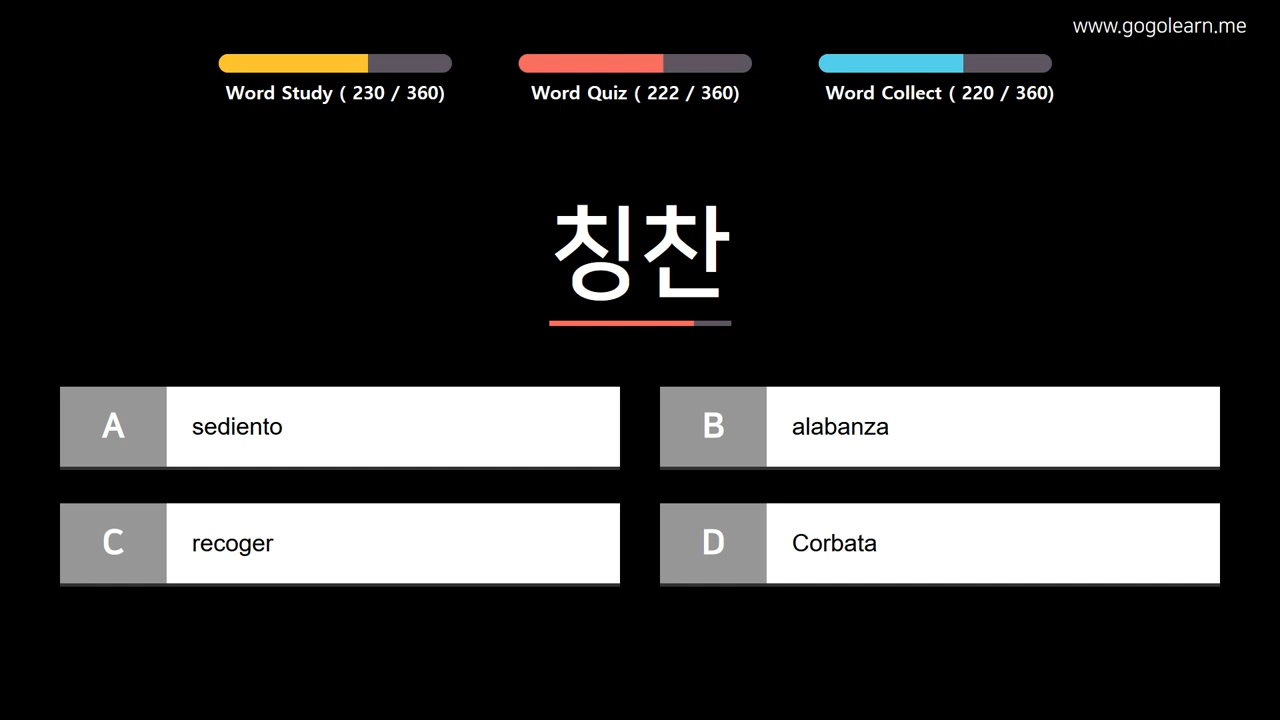 www.gogolearn.me
Word Study ( 230 / 360)
Word Quiz ( 222 / 360)
Word Collect ( 220 / 360)
칭찬
A sediento
B alabanza
C recoger
D Corbata